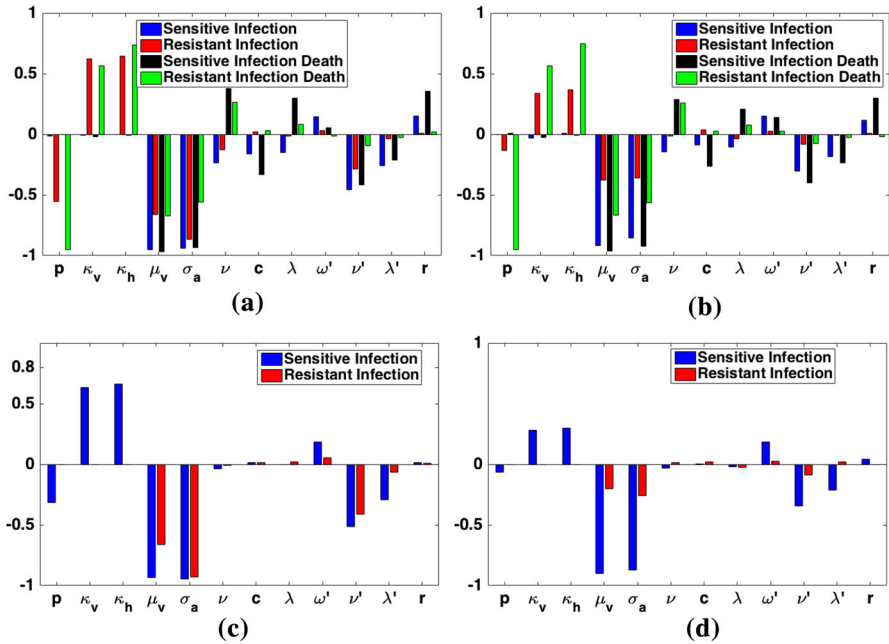 1
Sensitive Infection
Resistant Infection
Sensitive Infection Death
Resistant Infection Death
0.5
0
-0.5
-1
p κv κh μv σa ν c λ ω' ν' λ' r
(a)
1
Sensitive Infection
Resistant Infection
Sensitive Infection Death
Resistant Infection Death
0.5
0
-0.5
-1
p κv κh μv σa ν c λ ω' ν' λ' r
(b)
Sensitive Infection
Resistant Infection
0.8
0.5
0
-0.5
-1
p κv κh μv σa ν c λ ω' ν' λ' r
(c)
1
Sensitive Infection
Resistant Infection
0
-1
p κv κh μv σa ν c λ ω' ν' λ' r
(d)